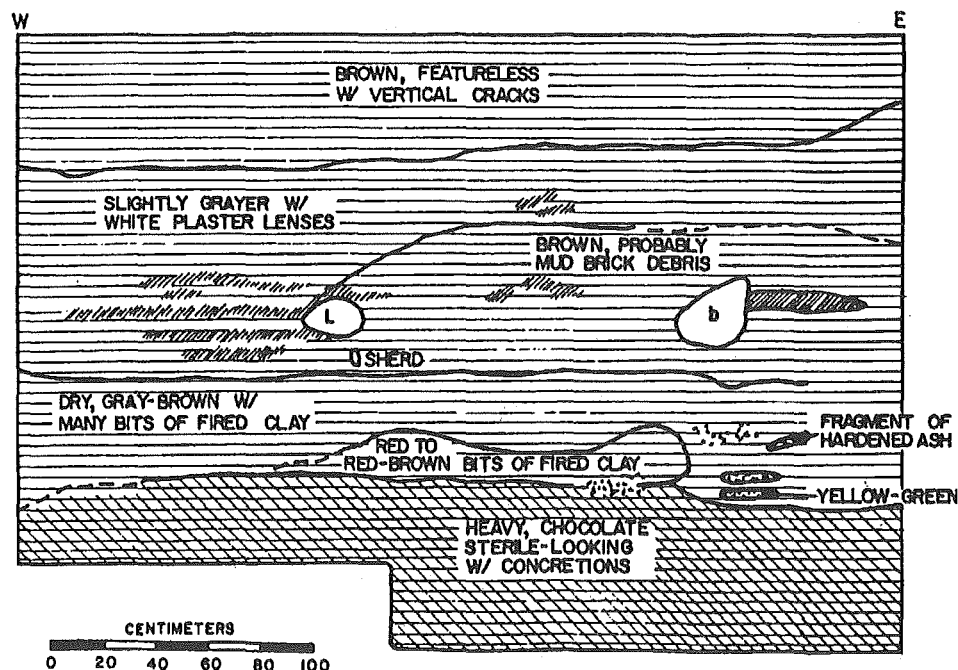 W
E
BROWN, FEATURELESS
W/ VERTICAL CRACKS
SLIGHTLY GRAYER W/
WHITE PLASTER LENSES
BROWN, PROBABLY
MUD BRICK DEBRIS
L
b
SHERD
DRY, GRAY-BROWN W/
MANY BITS OF FIRED CLAY
FRAGMENT OF
HARDENED ASH
RED TO
RED-BROWN BITS OF FIRED CLAY
YELLOW-GREEN
HEAVY, CHOCOLATE
STERILE-LOOKING
W/ CONCRETIONS
CENTIMETERS
0 20 40 60 80 100